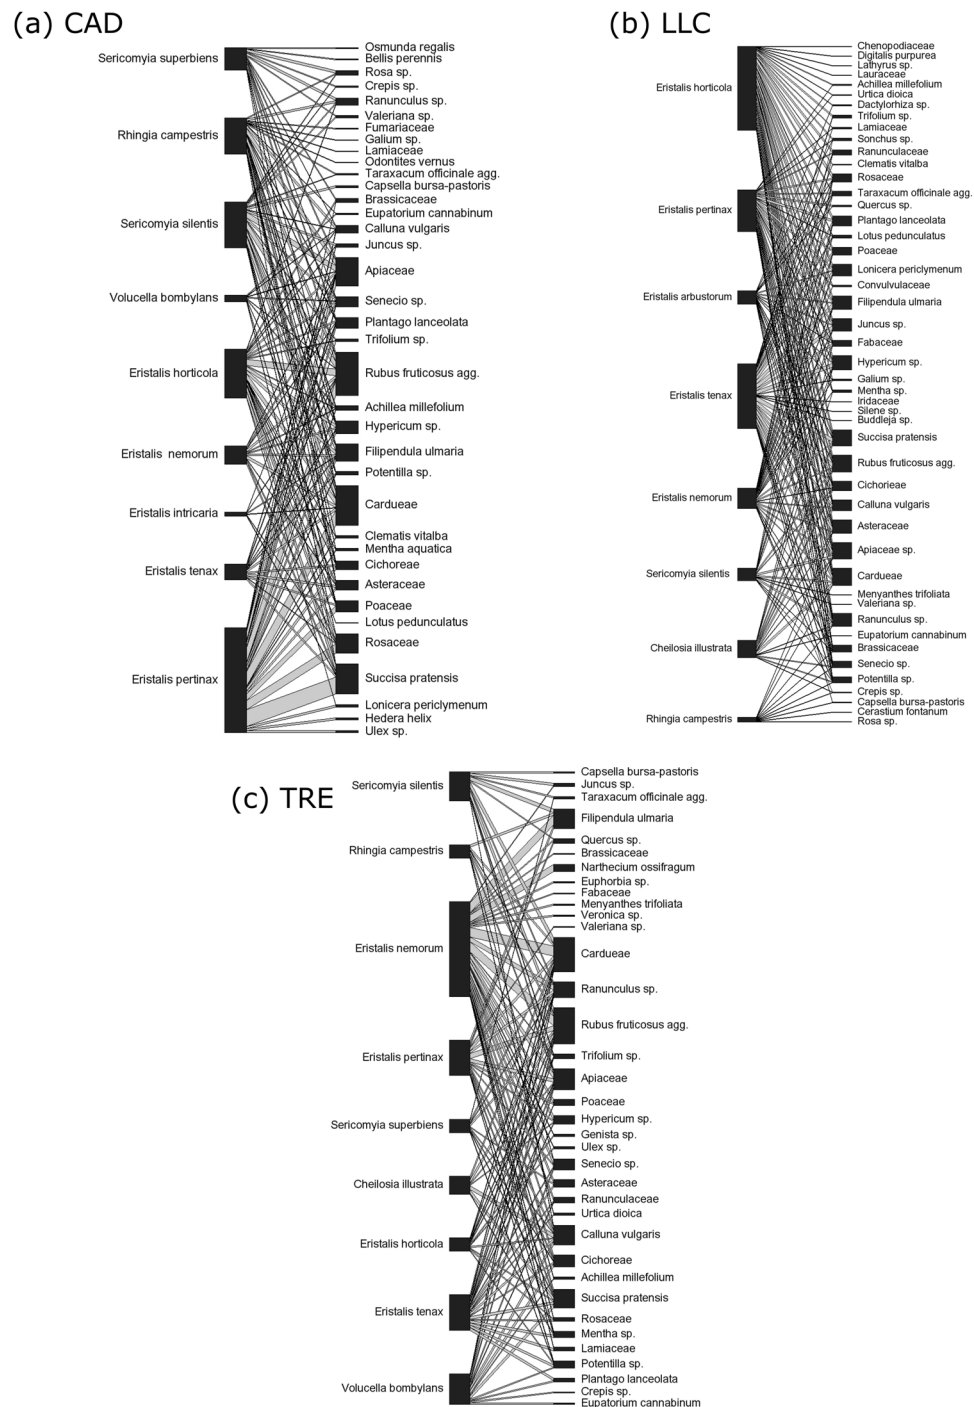 (a) CAD
Sericomyia superbiens
Rhingia campestris
Sericomyia silentis
Volucella bombylans
Eristalis horticola
Eristalis nemorum
Eristalis intricaria
Eristalis tenax
Eristalis pertinax
Osmunda regalis
Bellis perennis
Rosa sp.
Crepis sp.
Ranunculus sp.
Valeriana sp.
Fumariaceae
Galium sp.
Lamiaceae
Odontites vernus
Taraxacum officinale agg.
Capsella bursa-pastoris
Brassicaceae
Eupatorium cannabinum
Calluna vulgaris
Juncus sp.
Apiaceae
Senecio sp.
Plantago lanceolata
Trifolium sp.
Rubus fruticosus agg.
Achillea millefolium
Hypericum sp.
Filipendula ulmaria
Potentilla sp.
Cardueae
Clematis vitalba
Mentha aquatica
Cichoreae
Asteraceae
Poaceae
Lotus pedunculatus
Rosaceae
Succisa pratensis
Lonicera periclymenum
Hedera helix
Ulex sp.
(b) LLC
Eristalis horticola
Eristalis pertinax
Eristalis arbustorum
Eristalis tenax
Eristalis nemorum
Sericomyia silentis
Cheilosia illustrata
Rhingia campestris
Chenopodiaceae
Digitalis purpurea
Lathyrus sp.
Lauraceae
Achillea millefolium
Urtica dioica
Dactylorhiza sp.
Trifolium sp.
Lamiaceae
Sonchus sp.
Ranunculaceae
Clematis vitalba
Rosaceae
Taraxacum officinale agg.
Quercus sp.
Plantago lanceolata
Lotus pedunculatus
Poaceae
Lonicera periclymenum
Convulvulaceae
Filipendula ulmaria
Juncus sp.
Fabaceae
Hypericum sp.
Galium sp.
Mentha sp.
Iridaceae
Silene sp.
Buddleja sp.
Succisa pratensis
Rubus fruticosus agg.
Cichorieae
Calluna vulgaris
Asteraceae
Apiaceae sp.
Cardueae
Menyanthes trifoliata
Valeriana sp.
Ranunculus sp.
Eupatorium cannabinum
Brassicaceae
Senecio sp.
Potentilla sp.
Crepis sp.
Capsella bursa-pastoris
Cerastium fontanum
Rosa sp.
(c) TRE
Sericomyia silentis
Rhingia campestris
Eristalis nemorum
Eristalis pertinax
Sericomyia superbiens
Cheilosia illustrata
Eristalis horticola
Eristalis tenax
Volucella bombylans
Capsella bursa-pastoris
Juncus sp.
Taraxacum officinale agg.
Filipendula ulmaria
Quercus sp.
Brassicaceae
Narthecium ossifragum
Euphorbia sp.
Fabaceae
Menyanthes trifoliata
Veronica sp.
Valeriana sp.
Cardueae
Ranunculus sp.
Rubus fruticosus agg.
Trifolium sp.
Apiaceae
Poaceae
Hypericum sp.
Genista sp.
Ulex sp.
Senecio sp.
Asteraceae
Ranunculaceae
Urtica dioica
Calluna vulgaris
Cichoreae
Achillea millefolium
Succisa pratensis
Rosaceae
Mentha sp.
Lamiaceae
Potentilla sp.
Plantago lanceolata
Crepis sp.
Eupatorium cannabinum